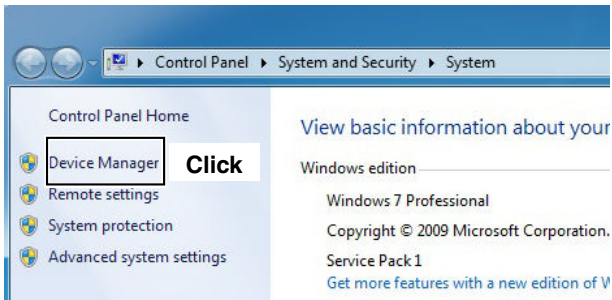 Control Panel ▸ System and Security ▸ System
Control Panel Home
Device Manager Click
Remote settings
System protection
Advanced system settings
View basic information about your
Windows edition
Windows 7 Professional
Copyright © 2009 Microsoft Corporation.
Service Pack 1
Get more features with a new edition of